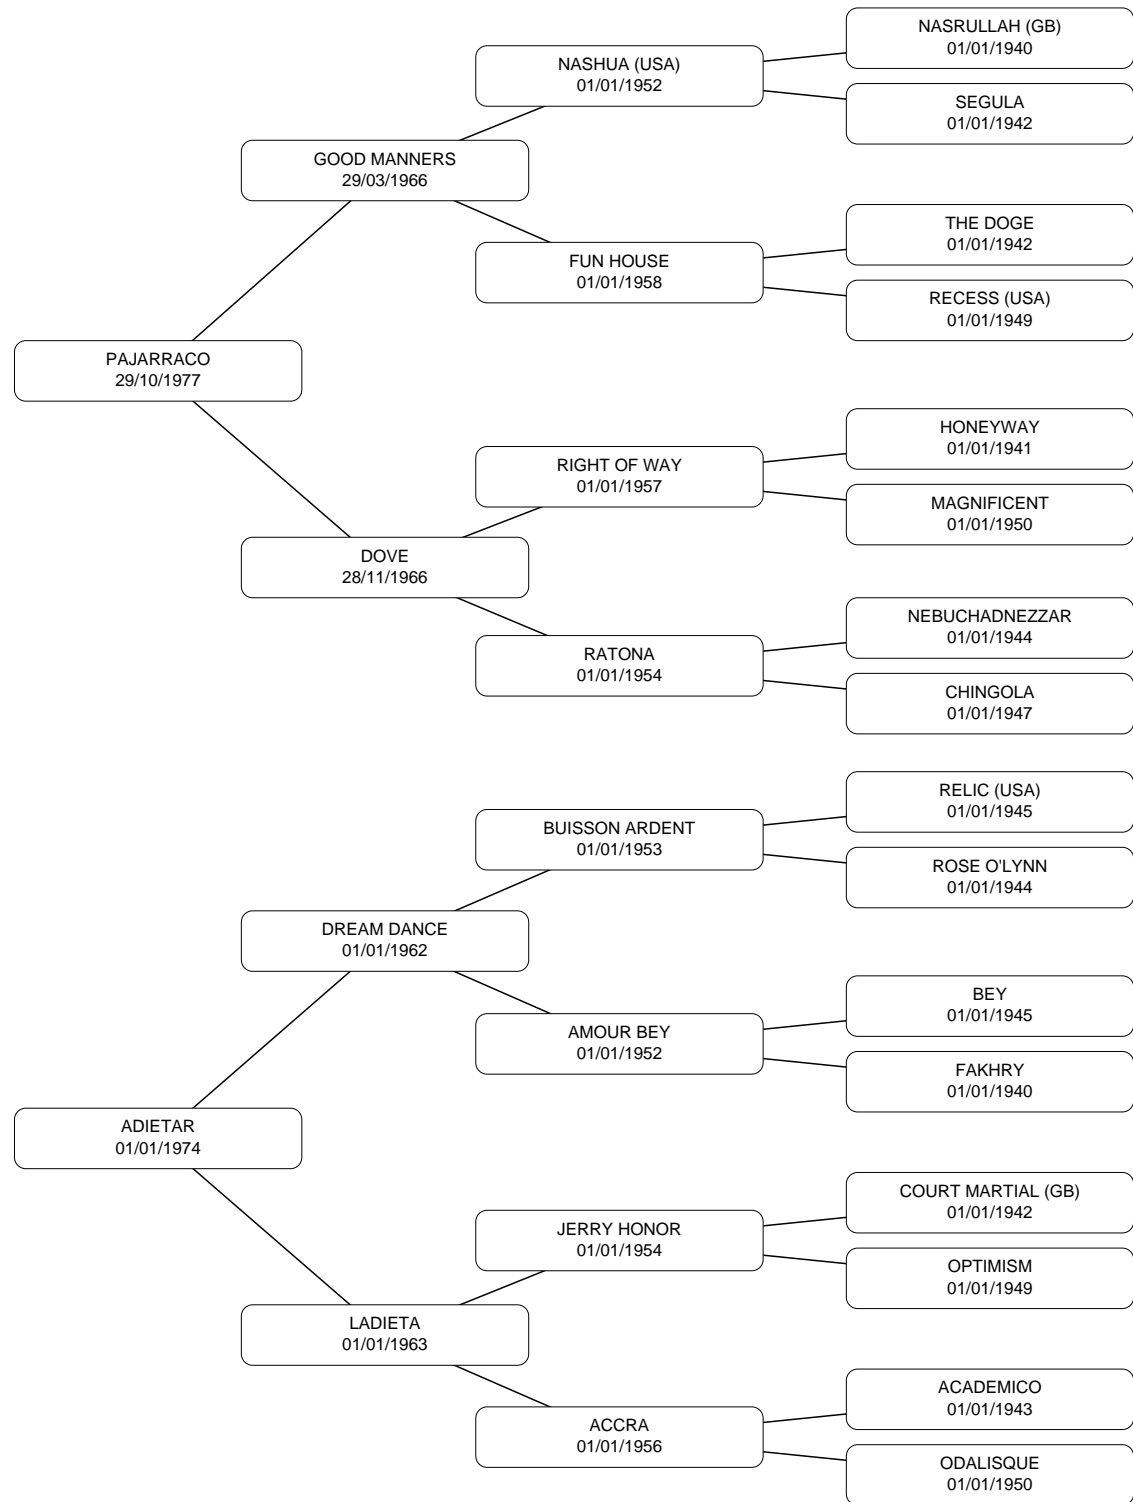 NASRULLAH (GB)
01/01/1940
NASHUA (USA)
01/01/1952
SEGULA
01/01/1942
GOOD MANNERS
29/03/1966
THE DOGE
01/01/1942
FUN HOUSE
01/01/1958
RECESS (USA)
01/01/1949
PAJARRACO
29/10/1977
HONEYWAY
01/01/1941
RIGHT OF WAY
01/01/1957
MAGNIFICENT
01/01/1950
DOVE
28/11/1966
NEBUCHADNEZZAR
01/01/1944
RATONA
01/01/1954
CHINGOLA
01/01/1947
RELIC (USA)
01/01/1945
BUISSON ARDENT
01/01/1953
ROSE O'LYNN
01/01/1944
DREAM DANCE
01/01/1962
BEY
01/01/1945
AMOUR BEY
01/01/1952
FAKHRY
01/01/1940
ADIETAR
01/01/1974
COURT MARTIAL (GB)
01/01/1942
JERRY HONOR
01/01/1954
OPTIMISM
01/01/1949
LADIETA
01/01/1963
ACADEMICO
01/01/1943
ACCRA
01/01/1956
ODALISQUE
01/01/1950